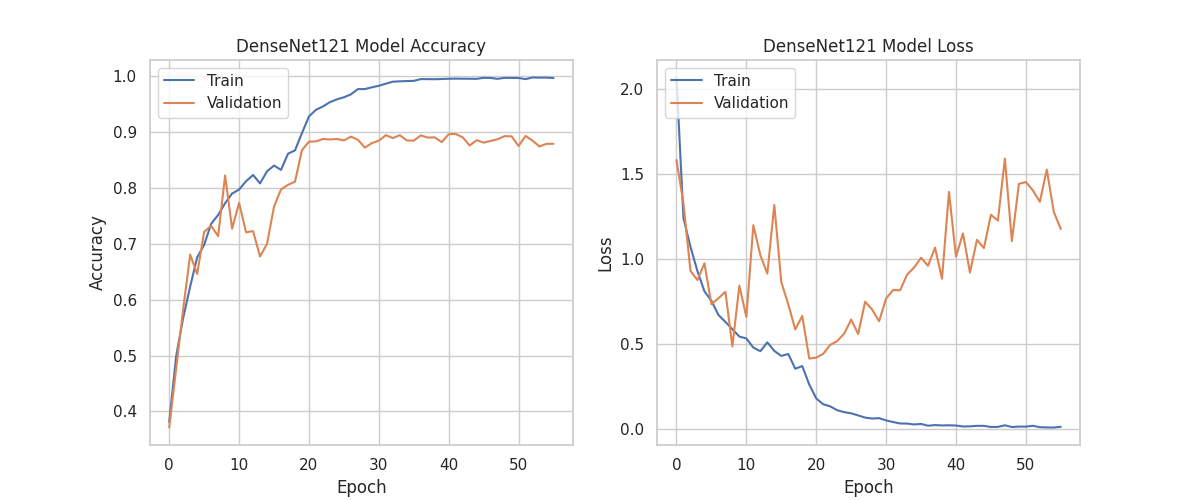 DenseNet121 Model Accuracy
Train
Validation
1.0
0.9
0.8
0.7
0.6
0.5
0.4
Accuracy
0
10
20
30
40
50
Epoch
DenseNet121 Model Loss
Train
Validation
2.0
1.5
1.0
0.5
0.0
Loss
0
10
20
30
40
50
Epoch